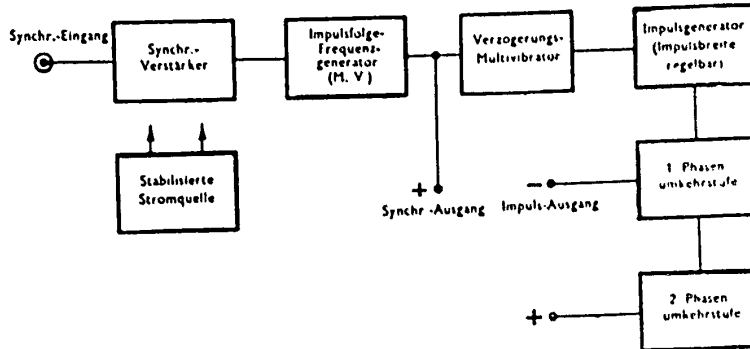 Synchr.-Eingang
Synchr.-
Verstärker
Impulsfolge-
Frequenz-
generator
(M. V)
Verzogerungs-
Multivibrator
Impulsgenerator
(Impulsbreite
regelbar)
Stabilisierte
Stromquelle
+
Synchr.-Ausgang
–
Impuls-Ausgang
1 Phasen
umkehrstufe
2 Phasen
umkehrstufe
+